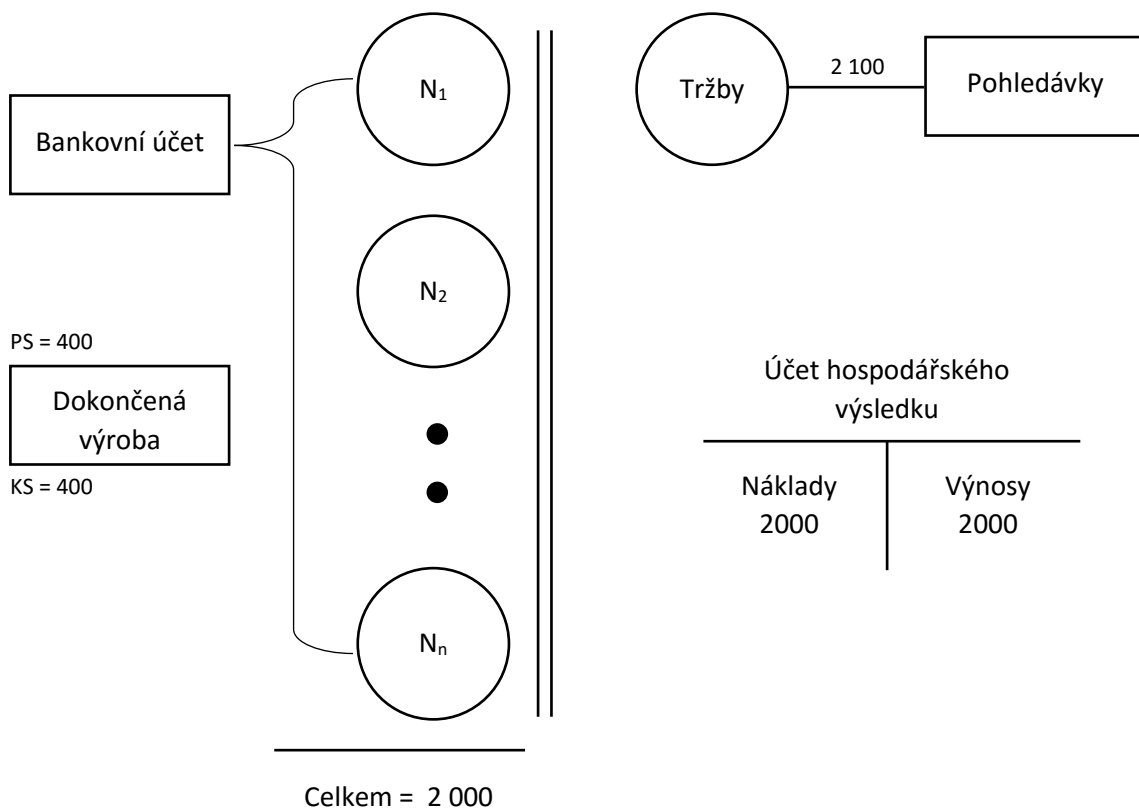 N₁
Bankovní účet
N₂
PS = 400
Dokončená
výroba
KS = 400
Nₙ
Celkem = 2 000
Tržby
2 100
Pohledávky
Účet hospodářského
výsledku
Náklady
2000
Výnosy
2000